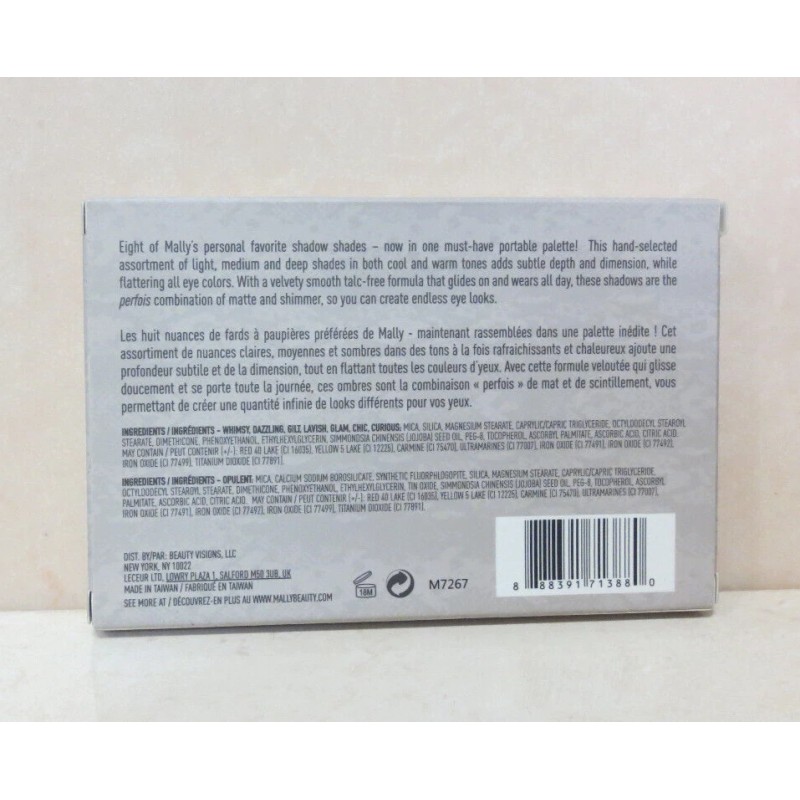 Eight of Mally's personal favorite shadow shades – now in one must-have portable palette! This hand-selected
assortment of light, medium and deep shades in both cool and warm tones adds subtle depth and dimension, while
flattering all eye colors. With a velvety smooth talc-free formula that glides on and wears all day, these shadows are the
perfais combination of matte and shimmer, so you can create endless eye looks.
Les huit nuances de fards à paupières préférées de Mally - maintenant rassemblées dans une palette inédite ! Cet
assortiment de nuances claires, moyennes et sombres dans des tons à la fois rafraichissants et chaleureux ajoute une
profondeur subtile et de la dimension, tout en flattant toutes les couleurs d'yeux. Avec cette formule veloutée qui glisse
doucement et se porte toute la journée, ces ombres sont la combinaison « perfois » de mat et de scintillement, vous
permettant de créer une quantité infinie de looks différents pour vos yeux.
INGREDIENTS / INGRÉDIENTS - WHIMSY, DAZZLING, GILT, LAVISH, GLAM, CHIC, CURIOUS: MICA, SILICA, MAGNESIUM STEARATE, CAPRYLIC/CAPRIC TRIGLYCERIDE, OCTYLDODECYL STEAROYL
STEARATE, DIMETHICONE, PHENOXYETHANOL, ETHYLHEXYLGLYCERIN, SIMMONDSIA CHINENSIS (JOJOBA) SEED OIL, PEG-8, TOCOPHEROL, ASCORBYL PALMITATE, ASCORBIC ACID, CITRIC ACID.
MAY CONTAIN / PEUT CONTENIR (+/-): RED 40 LAKE (CI 16035), YELLOW 5 LAKE (CI 12225), CARMINE (CI 75470), ULTRAMARINES (CI 77007), IRON OXIDE (CI 77491), IRON OXIDE (CI 77492),
IRON OXIDE (CI 77499), TITANIUM DIOXIDE (CI 77891).
INGREDIENTS / INGRÉDIENTS - OPULENT: MICA, CALCIUM SODIUM BOROSILICATE, SYNTHETIC FLUORPHLOGOPITE, SILICA, MAGNESIUM STEARATE, CAPRYLIC/CAPRIC TRIGLYCERIDE,
OCTYLDODECYL STEAROYL STEARATE, DIMETHICONE, PHENOXYETHANOL, ETHYLHEXYLGLYCERIN, TIN OXIDE, SIMMONDSIA CHINENSIS (JOJOBA) SEED OIL, PEG-8, TOCOPHEROL, ASCORBYL
PALMITATE, ASCORBIC ACID, CITRIC ACID. MAY CONTAIN / PEUT CONTENIR (+/-): RED 40 LAKE (CI 16035), YELLOW 5 LAKE (CI 12225), CARMINE (CI 75470), ULTRAMARINES (CI 77007),
IRON OXIDE (CI 77491), IRON OXIDE (CI 77492), IRON OXIDE (CI 77499), TITANIUM DIOXIDE (CI 77891).
DIST. BY/PAR: BEAUTY VISIONS, LLC
NEW YORK, NY 10022
LECEUR LTD, LOWRY PLAZA 1, SALFORD M50 3UB, UK
MADE IN TAIWAN / FABRIQUÉ EN TAIWAN
SEE MORE AT / DÉCOUVREZ-EN PLUS AU WWW.MALLYBEAUTY.COM
18M
M7267
8 88391 71388 0